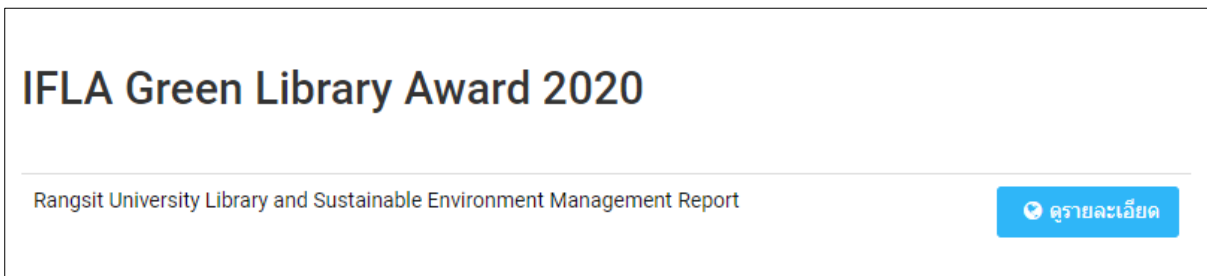 IFLA Green Library Award 2020
Rangsit University Library and Sustainable Environment Management Report
ดูรายละเอียด